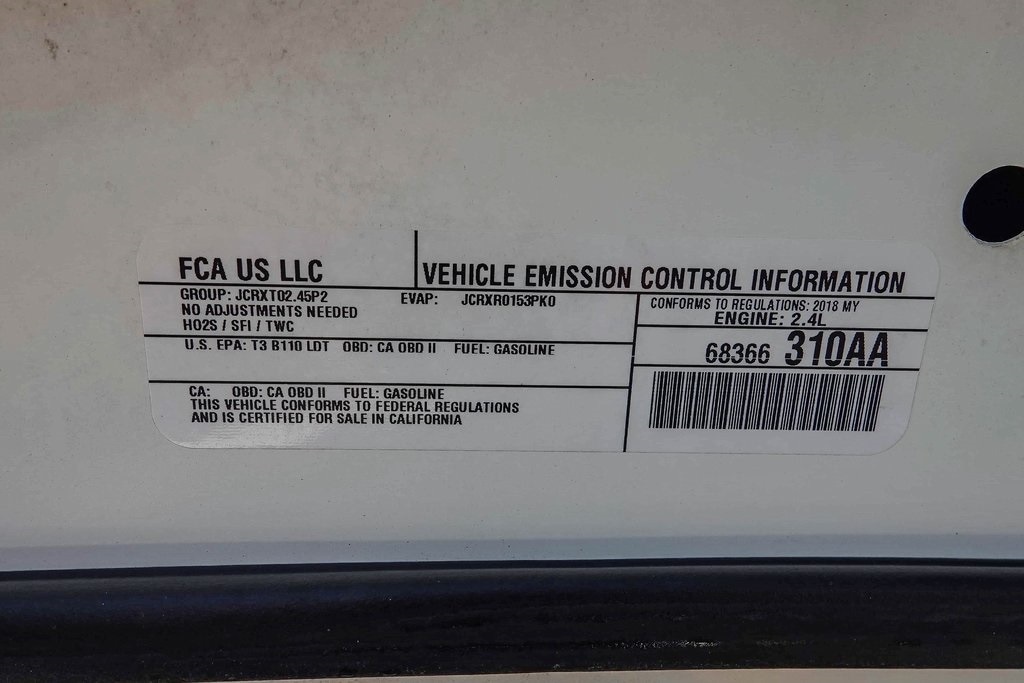 FCA US LLC
VEHICLE EMISSION CONTROL INFORMATION
GROUP: JCRXT02.45P2 EVAP: JCRXR0153PK0
NO ADJUSTMENTS NEEDED
HO2S / SFI / TWC
U.S. EPA: T3 B110 LDT OBD: CA OBD II FUEL: GASOLINE
CA: OBD: CA OBD II FUEL: GASOLINE
THIS VEHICLE CONFORMS TO FEDERAL REGULATIONS
AND IS CERTIFIED FOR SALE IN CALIFORNIA
CONFORMS TO REGULATIONS: 2018 MY
ENGINE: 2.4L
68366 310AA